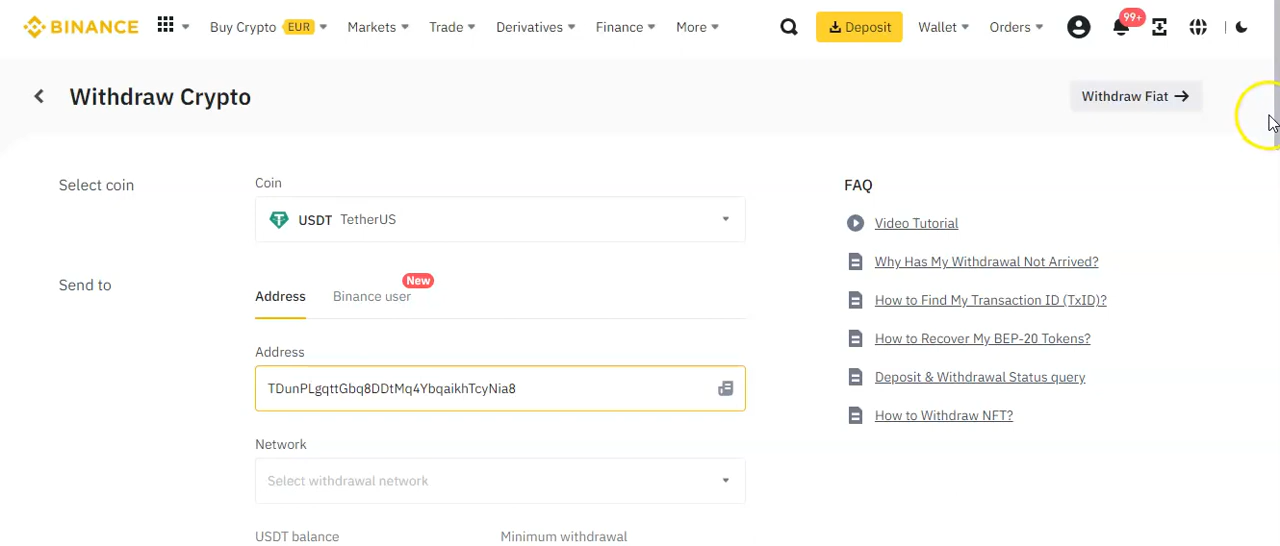 BINANCE Buy Crypto EUR Markets Trade Derivatives Finance More Deposit Wallet Orders 99+
Withdraw Crypto
Withdraw Fiat
Select coin
Coin
USDT TetherUS
Send to
Address
Binance user
New
Address
TDunPLgqttGbq8DDtMq4YbqaikhTcyNia8
Network
Select withdrawal network
USDT balance
Minimum withdrawal
FAQ
Video Tutorial
Why Has My Withdrawal Not Arrived?
How to Find My Transaction ID (TxID)?
How to Recover My BEP-20 Tokens?
Deposit & Withdrawal Status query
How to Withdraw NFT?